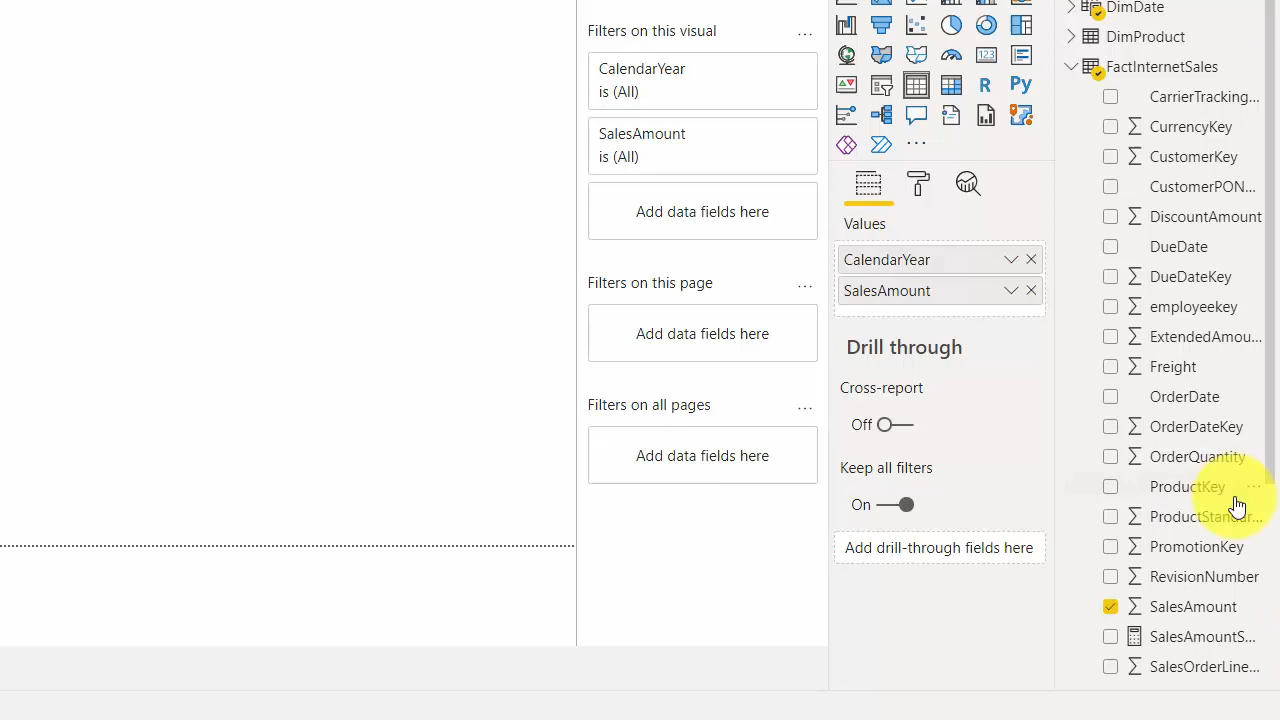 Filters on this visual
...
CalendarYear
is (All)
SalesAmount
is (All)
Add data fields here
Filters on this page
...
Add data fields here
Filters on all pages
...
Add data fields here
123
R
Py
...
Values
CalendarYear
SalesAmount
Drill through
Cross-report
Off
Keep all filters
On
Add drill-through fields here
DimDate
DimProduct
FactInternetSales
CarrierTracking...
CurrencyKey
CustomerKey
CustomerPON...
DiscountAmount
DueDate
DueDateKey
employeekey
ExtendedAmou...
Freight
OrderDate
OrderDateKey
OrderQuantity
ProductKey
...
ProductStandar...
PromotionKey
RevisionNumber
SalesAmount
SalesAmountS...
SalesOrderLine...